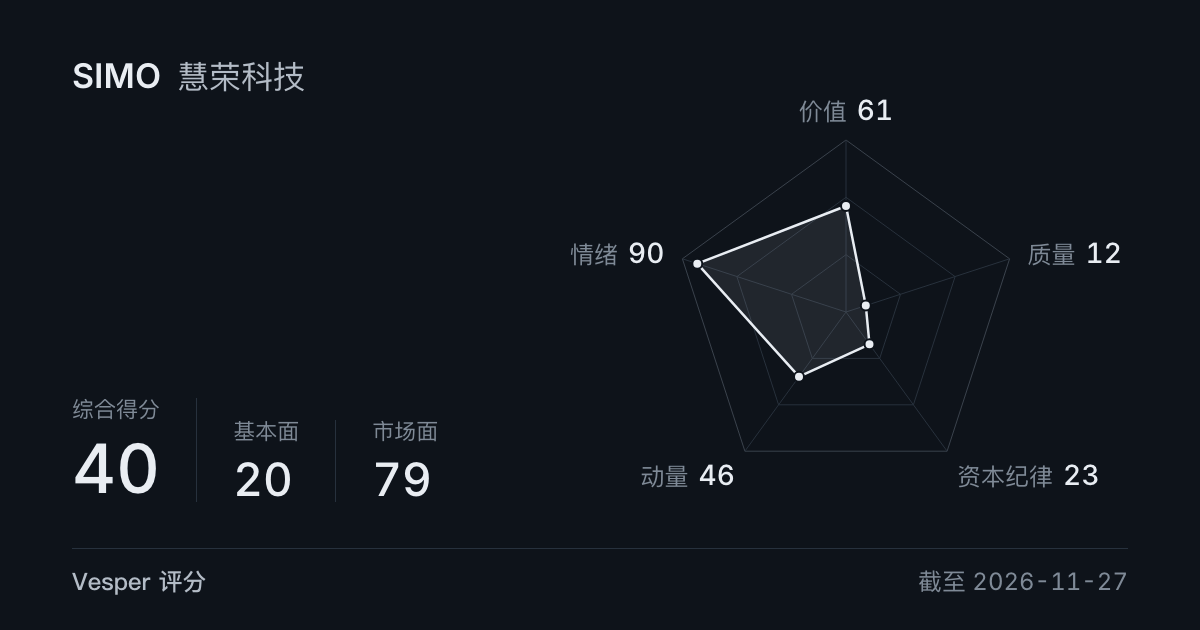 SIMO 慧荣科技
价值 61
情绪 90
质量 12
动量 46
资本纪律 23
综合得分
40
基本面
20
市场面
79
Vesper 评分
截至 2026-11-27